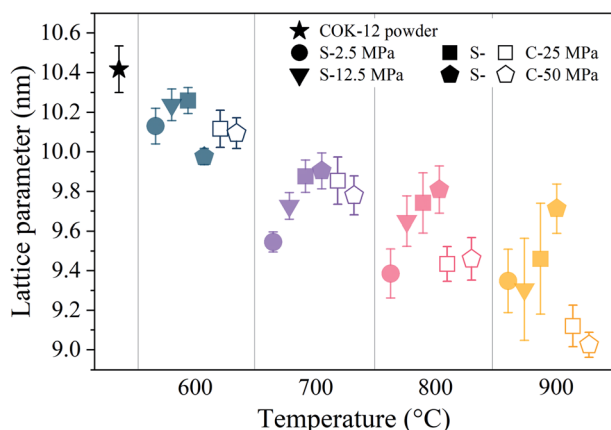 10.6
10.4
10.2
10.0
9.8
9.6
9.4
9.2
9.0
Lattice parameter (nm)
COK-12 powder
S-2.5 MPa S- C-25 MPa
S-12.5 MPa S- C-50 MPa
600 700 800 900
Temperature (°C)